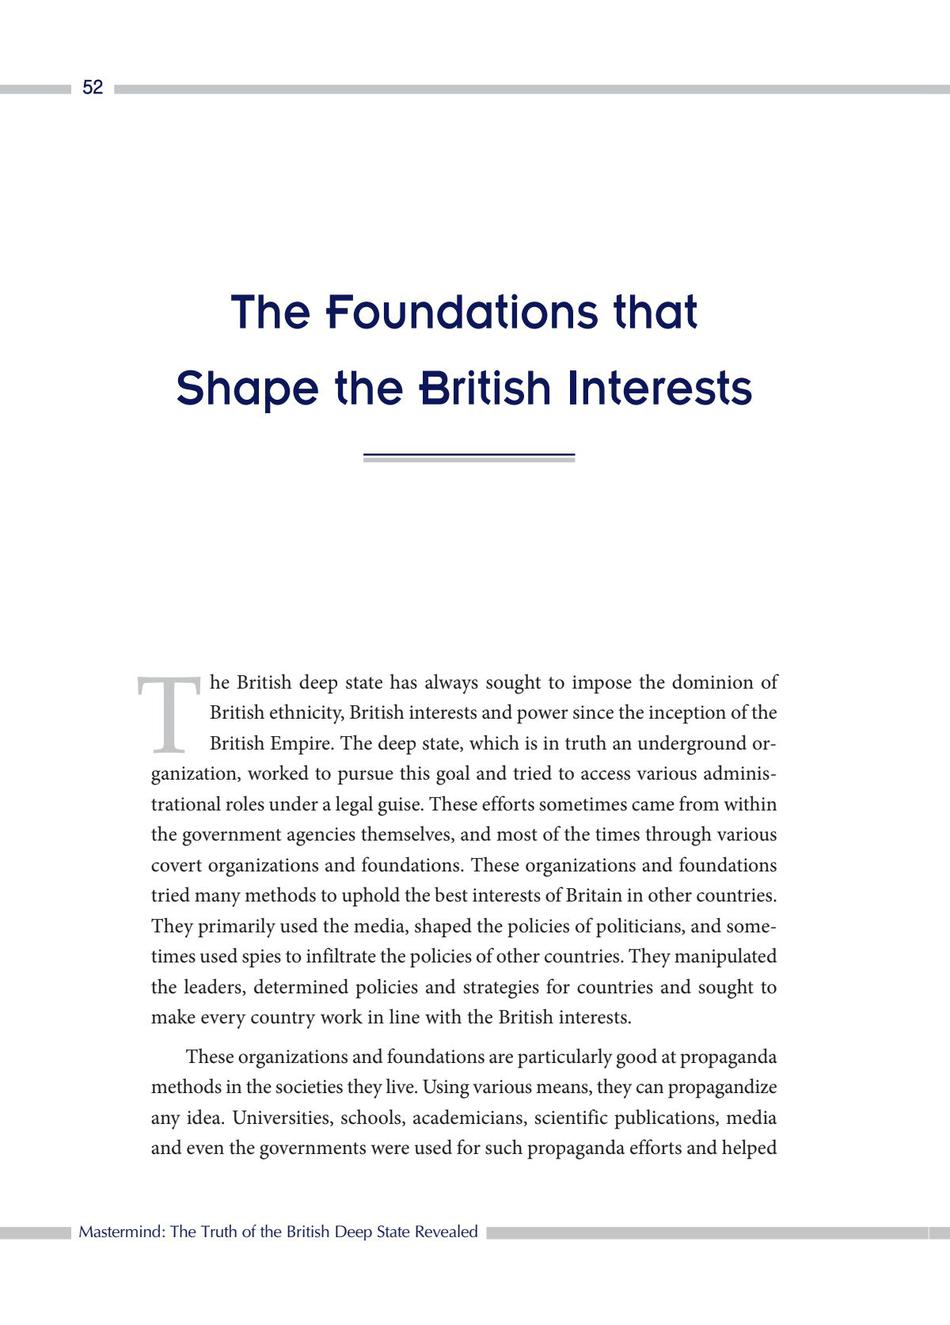 52
The Foundations that
Shape the British Interests
The British deep state has always sought to impose the dominion of
British ethnicity, British interests and power since the inception of the
British Empire. The deep state, which is in truth an underground or-
ganization, worked to pursue this goal and tried to access various adminis-
trational roles under a legal guise. These efforts sometimes came from within
the government agencies themselves, and most of the times through various
covert organizations and foundations. These organizations and foundations
tried many methods to uphold the best interests of Britain in other countries.
They primarily used the media, shaped the policies of politicians, and some-
times used spies to infiltrate the policies of other countries. They manipulated
the leaders, determined policies and strategies for countries and sought to
make every country work in line with the British interests.
These organizations and foundations are particularly good at propaganda
methods in the societies they live. Using various means, they can propagandize
any idea. Universities, schools, academicians, scientific publications, media
and even the governments were used for such propaganda efforts and helped
Mastermind: The Truth of the British Deep State Revealed